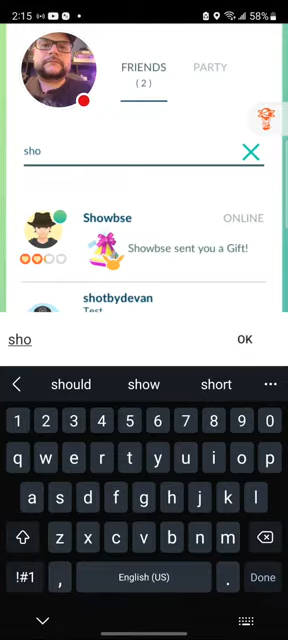 2:15
58%
FRIENDS
PARTY
( 2 )
sho
Showbse
ONLINE
Showbse sent you a Gift!
shotbydevan
Test
sho
OK
should
show
short
1 2 3 4 5 6 7 8 9 0
q w e r t y u i o p
a s d f g h j k l
z x c v b n m
!#1
,
English (US)
.
Done